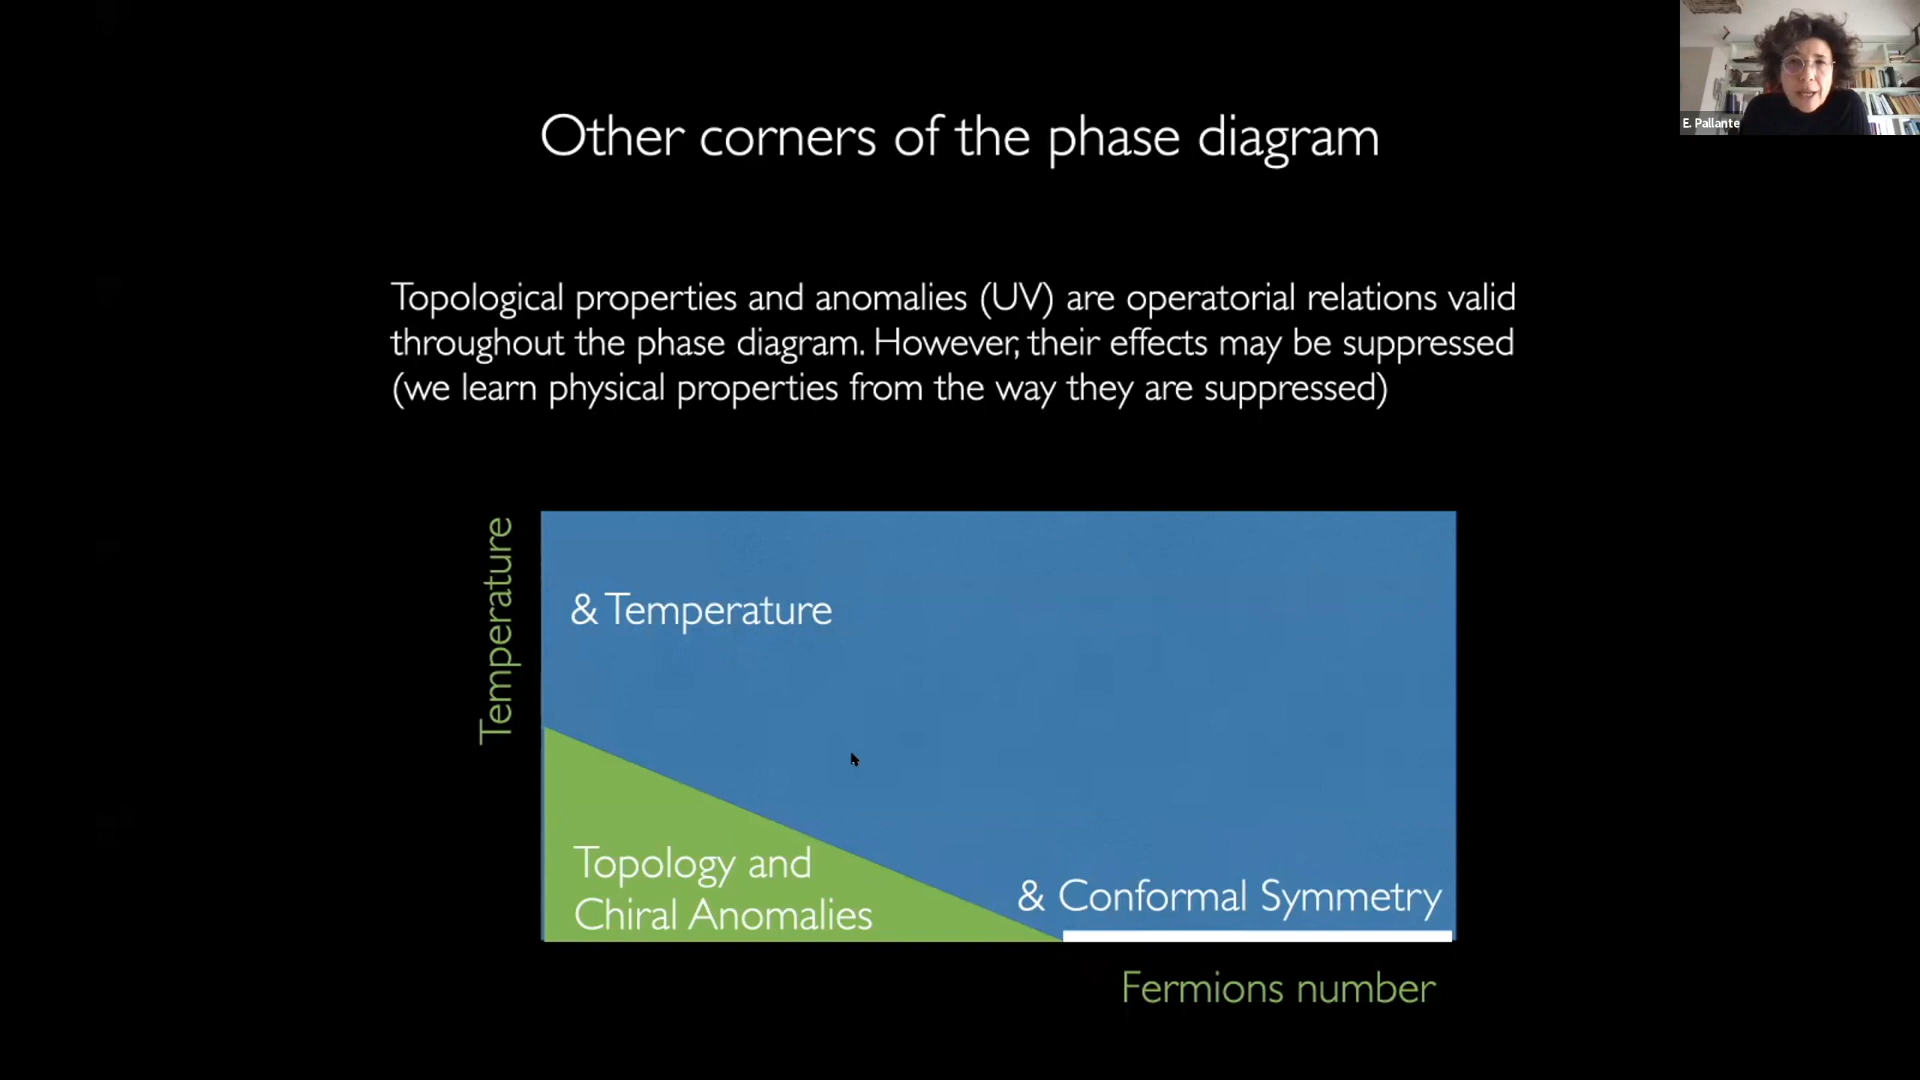 Other corners of the phase diagram
E. Pallante
Topological properties and anomalies (UV) are operatorial relations valid
throughout the phase diagram. However, their effects may be suppressed
(we learn physical properties from the way they are suppressed)
Temperature
& Temperature
Topology and
Chiral Anomalies
& Conformal Symmetry
Fermions number